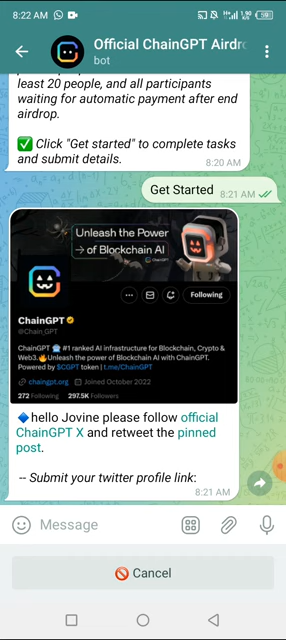 8:22 AM
1.90
Official ChainGPT Airdr
bot
least 20 people, and all participants
waiting for automatic payment after end
airdrop.
✅ Click "Get started" to complete tasks
and submit details.
8:20 AM
Get Started 8:21 AM
Unleash the Power
→ of Blockchain AI
ChainGPT
Following
ChainGPT
@Chain_GPT
ChainGPT #1 ranked AI infrastructure for Blockchain, Crypto &
Web3.🔥Unleash the power of Blockchain AI with ChainGPT.
Powered by $CGPT token | t.me/ChainGPT
chaingpt.org Joined October 2022
272 Following 297.5K Followers
🔷hello Jovine please follow official
ChainGPT X and retweet the pinned
post.
-- Submit your twitter profile link:
8:21 AM
Message
🚫 Cancel